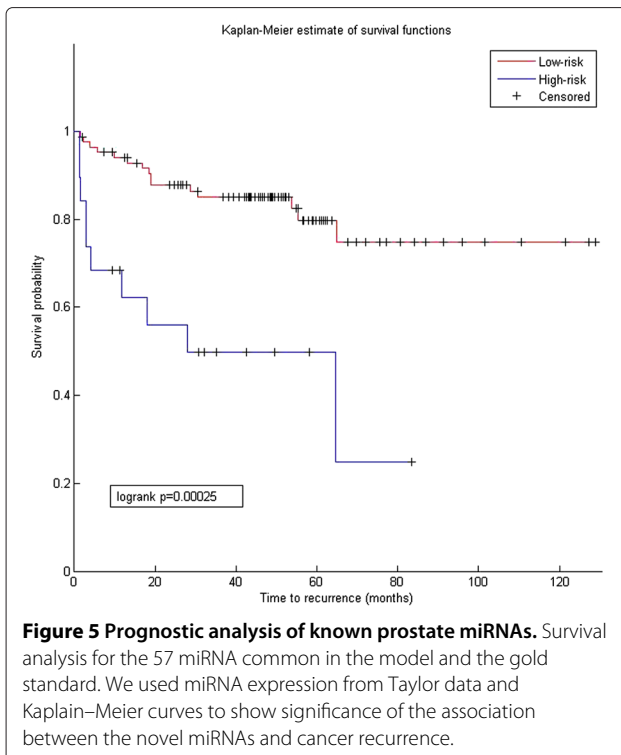 Kaplan-Meier estimate of survival functions
Low-risk
High-risk
Censored
1
0.8
0.6
0.4
0.2
0
Survival probability
logrank p=0.00025
0
20
40
60
80
100
120
Time to recurrence (months)
Figure 5 Prognostic analysis of known prostate miRNAs. Survival
analysis for the 57 miRNA common in the model and the gold
standard. We used miRNA expression from Taylor data and
Kaplain–Meier curves to show significance of the association
between the novel miRNAs and cancer recurrence.